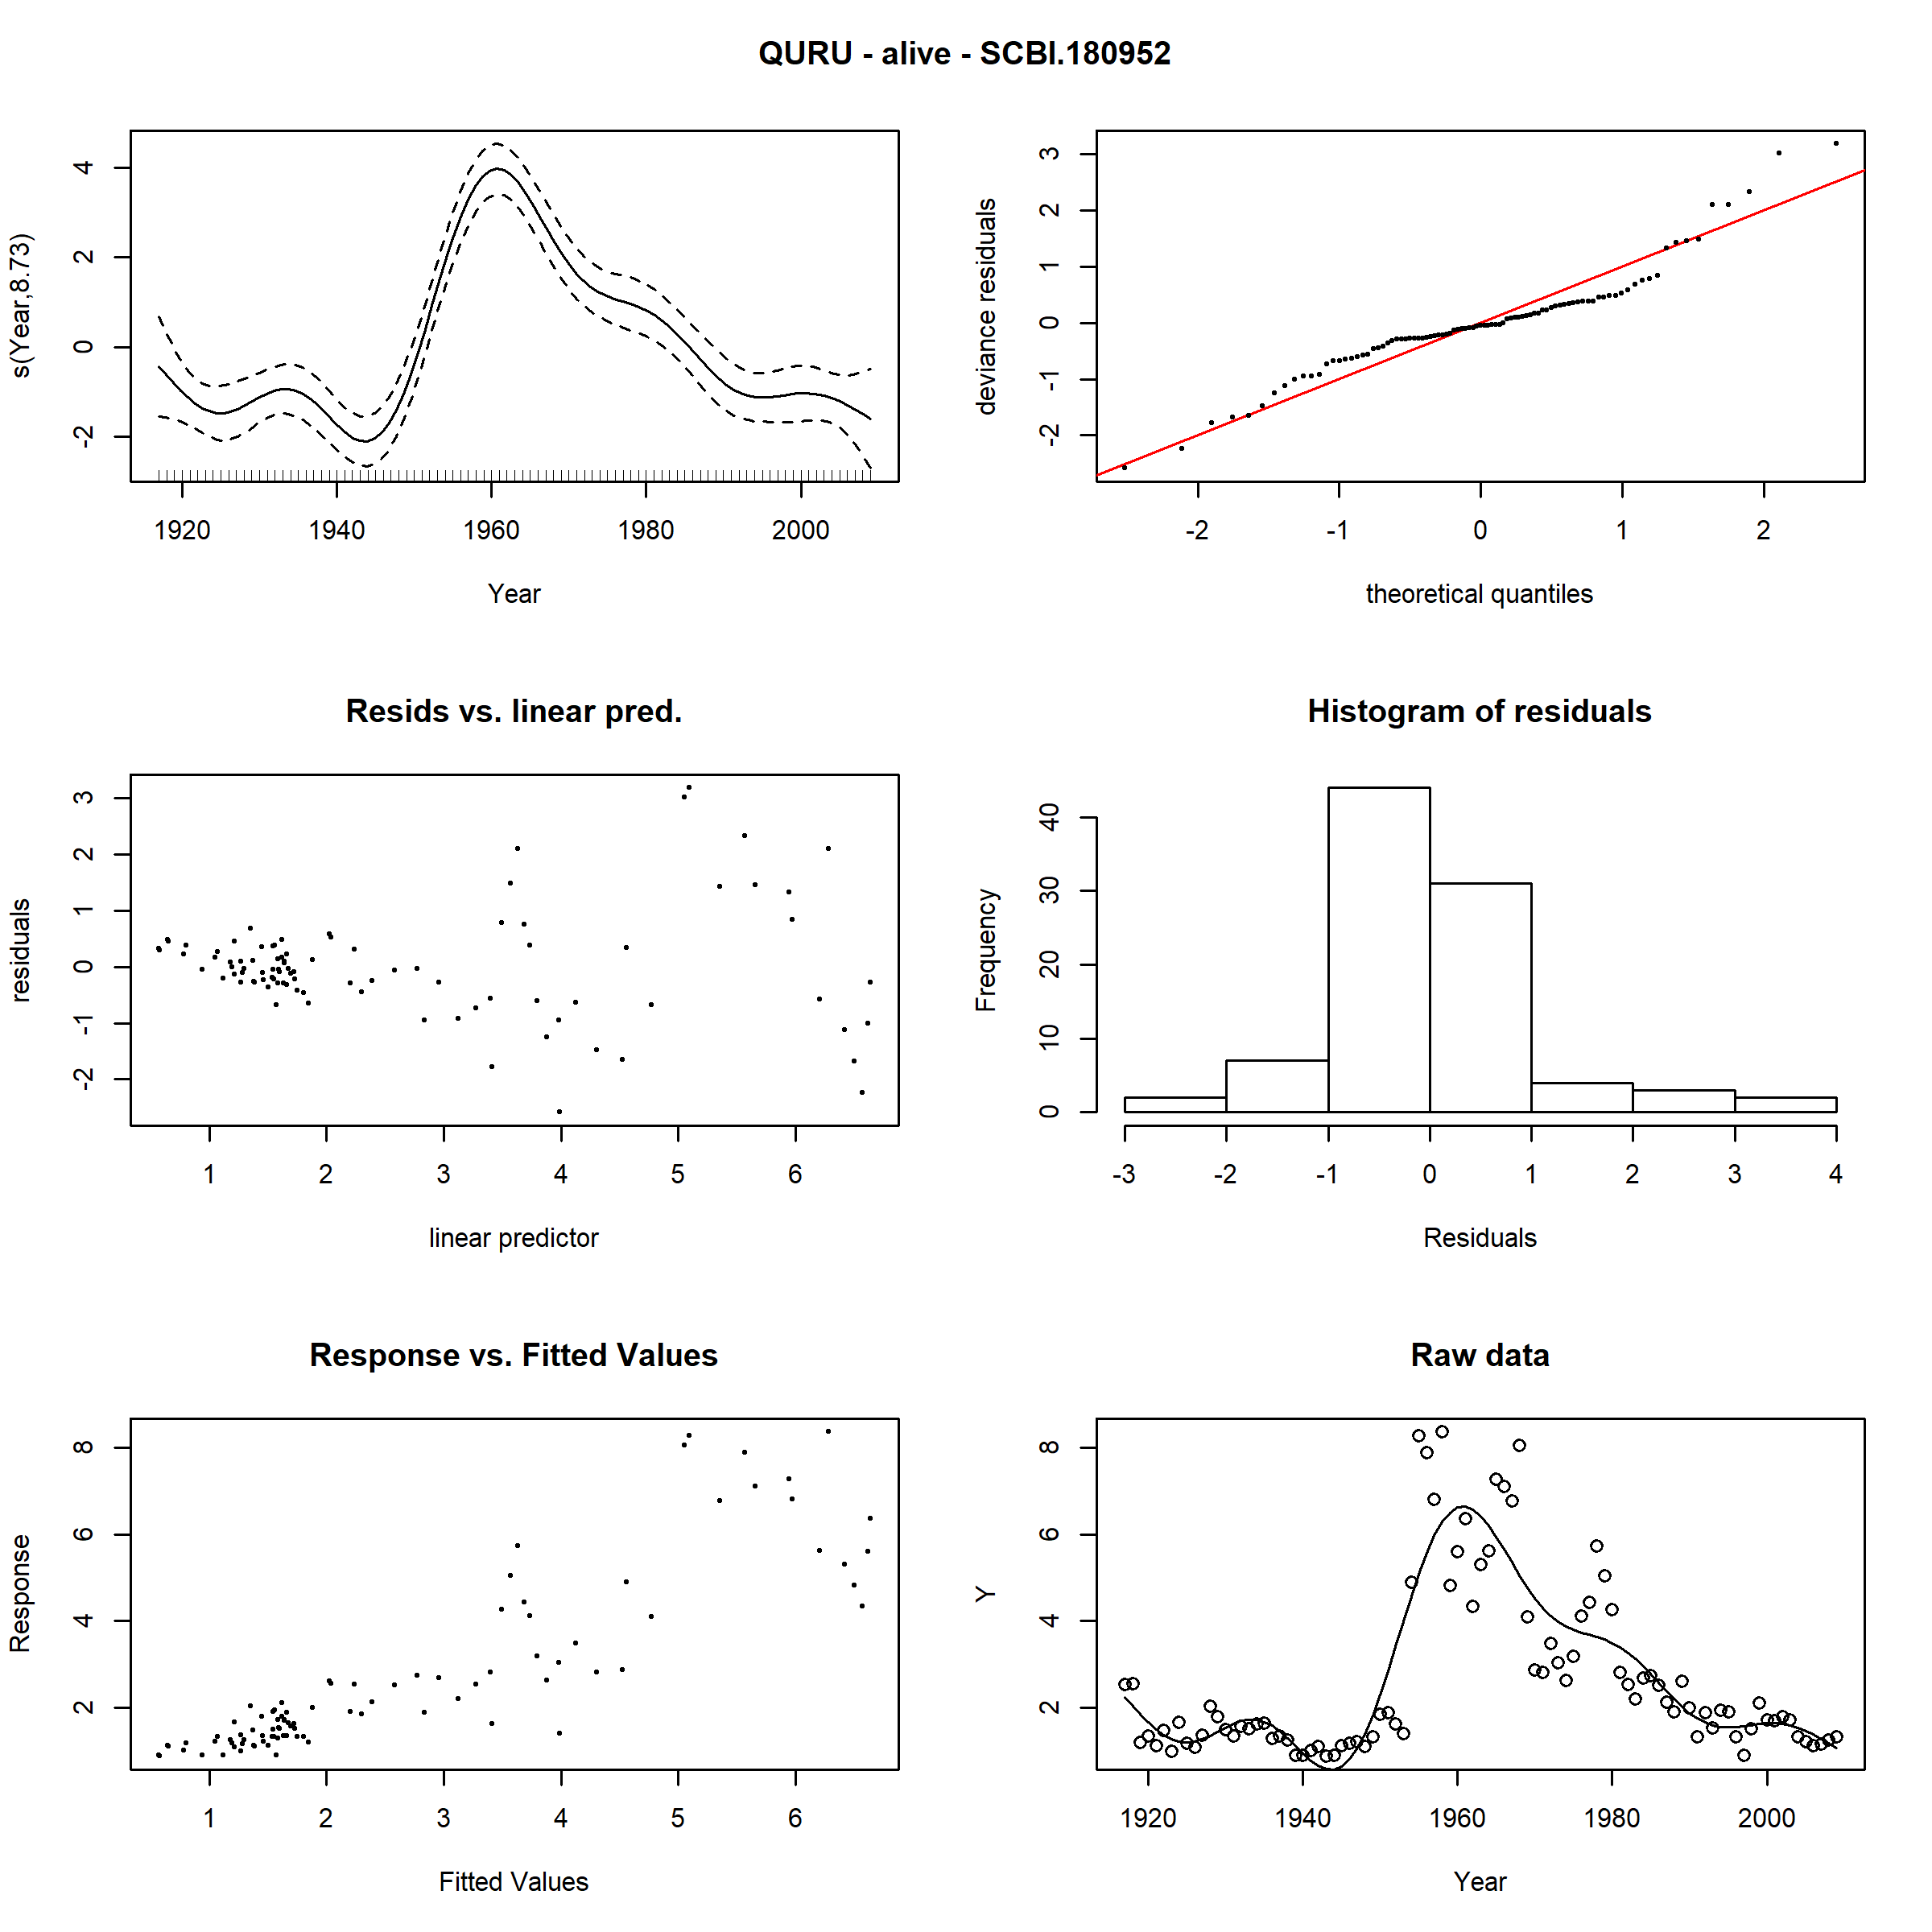 QURU - alive - SCBI.180952
s(Year,8.73)
4
2
0
-2
1920 1940 1960 1980 2000
Year
deviance residuals
3
2
1
0
-1
-2
-2 -1 0 1 2
theoretical quantiles
Resids vs. linear pred.
residuals
3
2
1
0
-1
-2
1 2 3 4 5 6
linear predictor
Histogram of residuals
Frequency
40
30
20
10
0
-3 -2 -1 0 1 2 3 4
Residuals
Response vs. Fitted Values
Response
8
6
4
2
1 2 3 4 5 6
Fitted Values
Raw data
Y
8
6
4
2
1920 1940 1960 1980 2000
Year